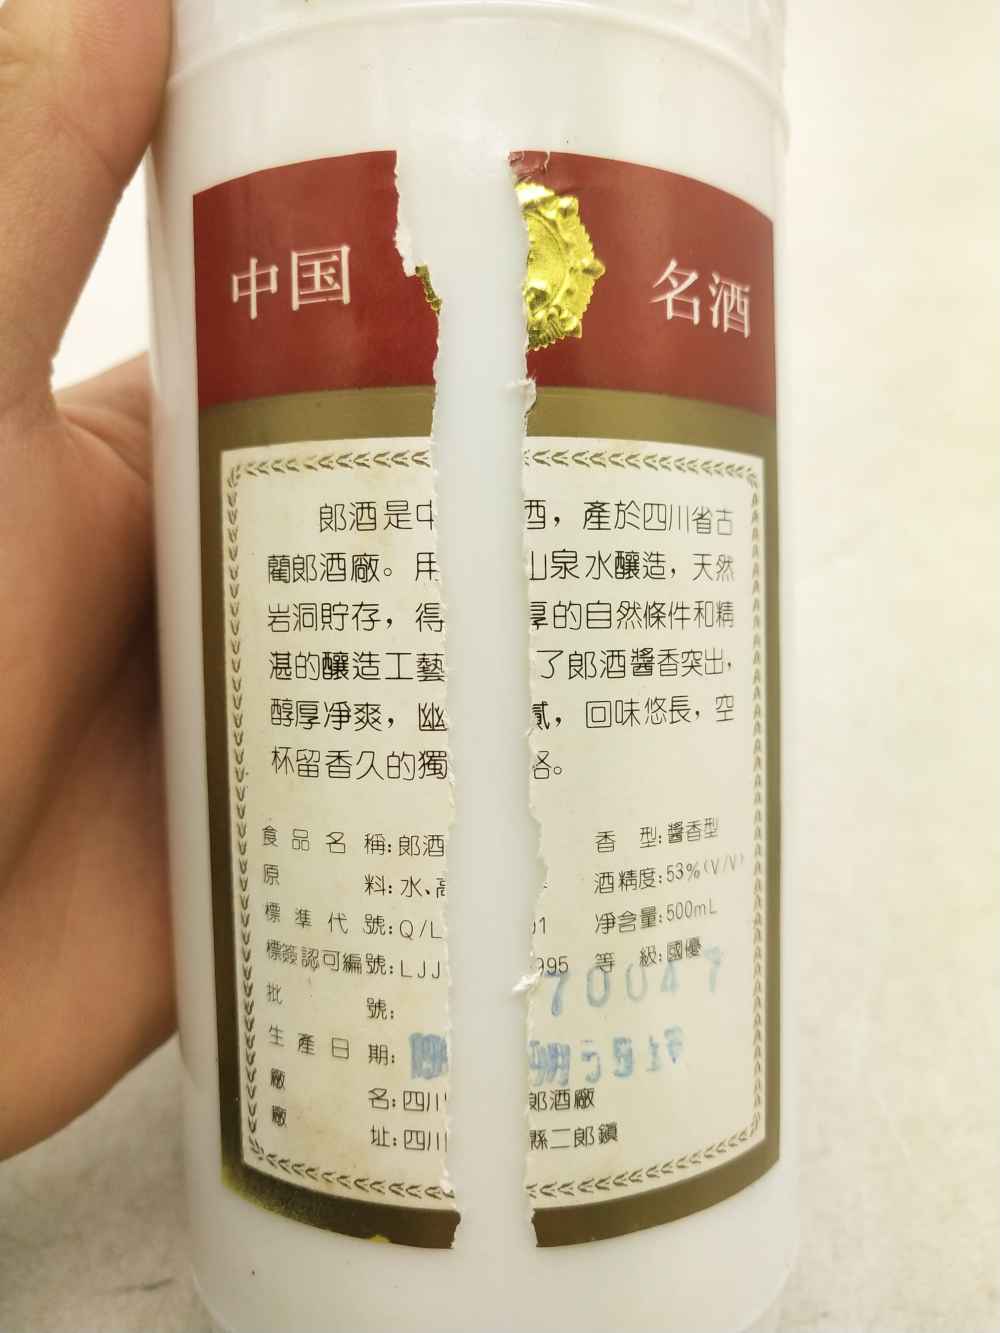 中国 名酒
郎酒是中 酒，產於四川省古
藺郎酒廠。用 山泉水釀造，天然
岩洞貯存，得 厚的自然條件和精
湛的釀造工藝 了郎酒醬香突出，
醇厚净爽，幽 膩，回味悠長，空
杯留香久的獨 格。
食品名稱:郎酒 香型:醬香型
原料:水、高 酒精度:53%(V/V)
標準代號:Q/L 91 净含量:500mL
標簽認可編號:LJJ 995 等級:國優
批號: 70047
生產日期:
廠名:四川 郎酒廠
廠址:四川 縣二郎鎮